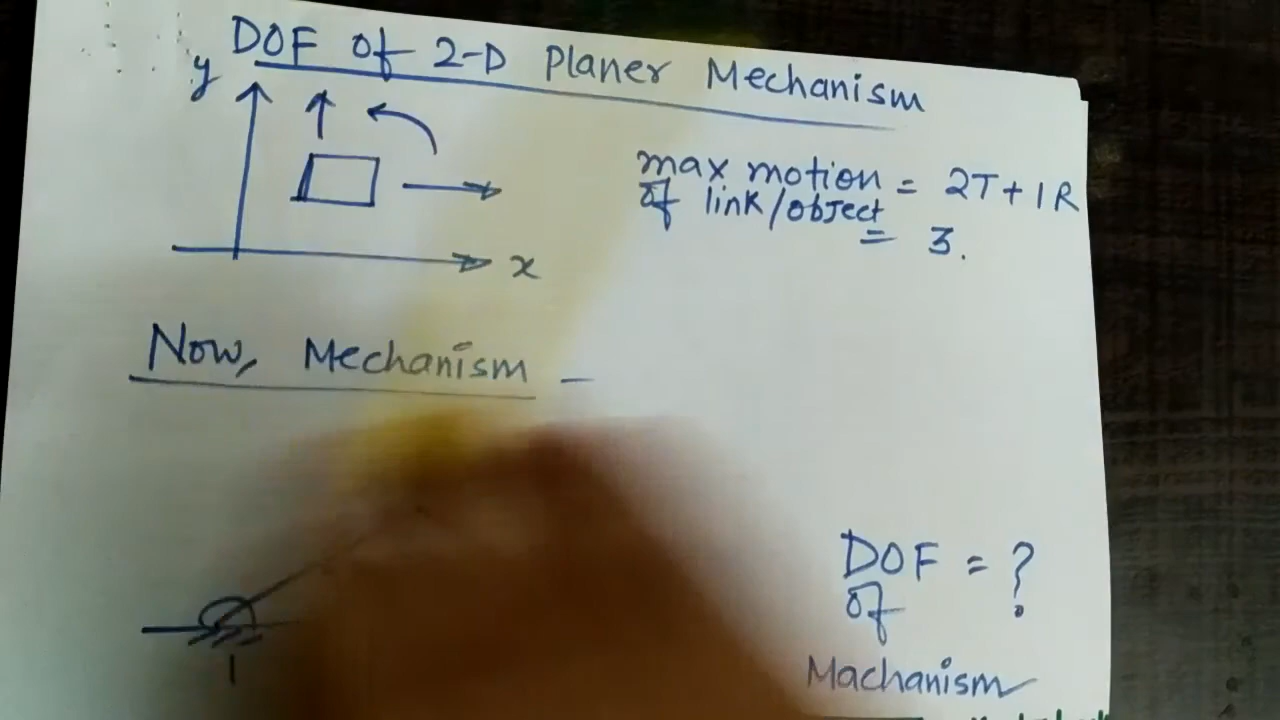 DOF of 2-D Planer Mechanism
y
x
max motion = 2T + 1R
of link/object
= 3.
Now, Mechanism -
1
DOF = ?
of
Machanism